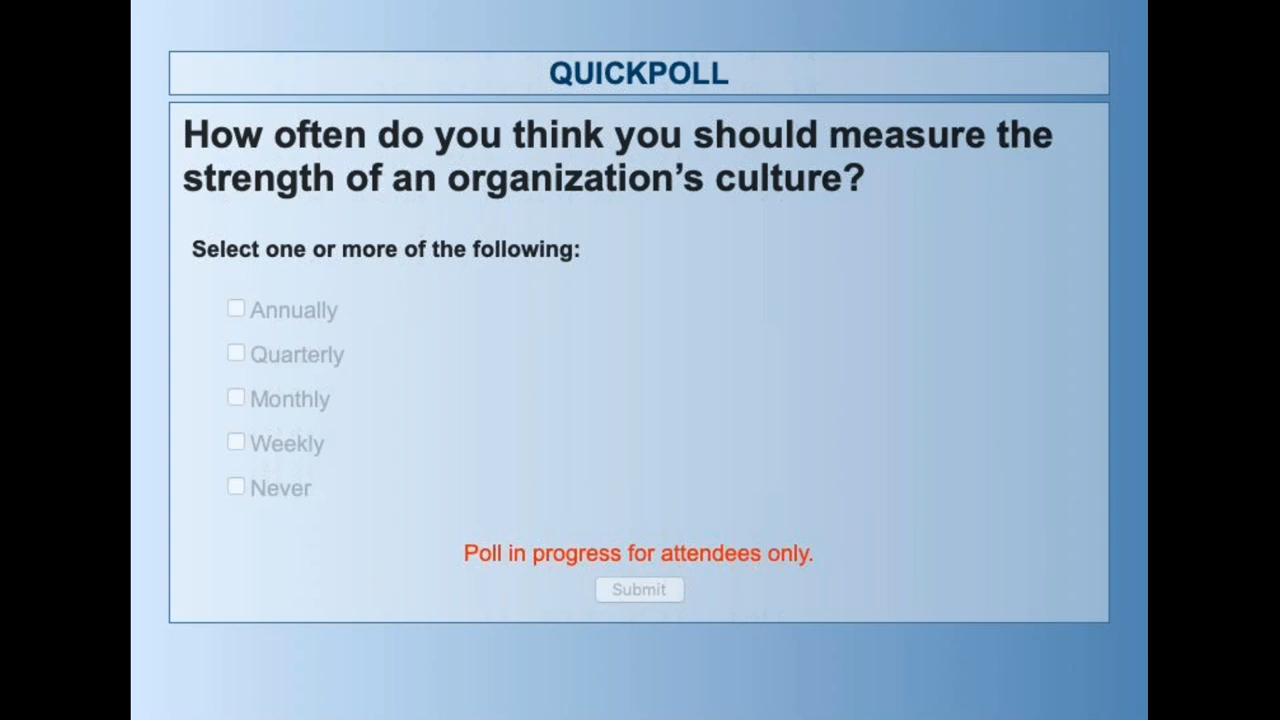 QUICKPOLL
How often do you think you should measure the
strength of an organization’s culture?
Select one or more of the following:
Annually
Quarterly
Monthly
Weekly
Never
Poll in progress for attendees only.
Submit